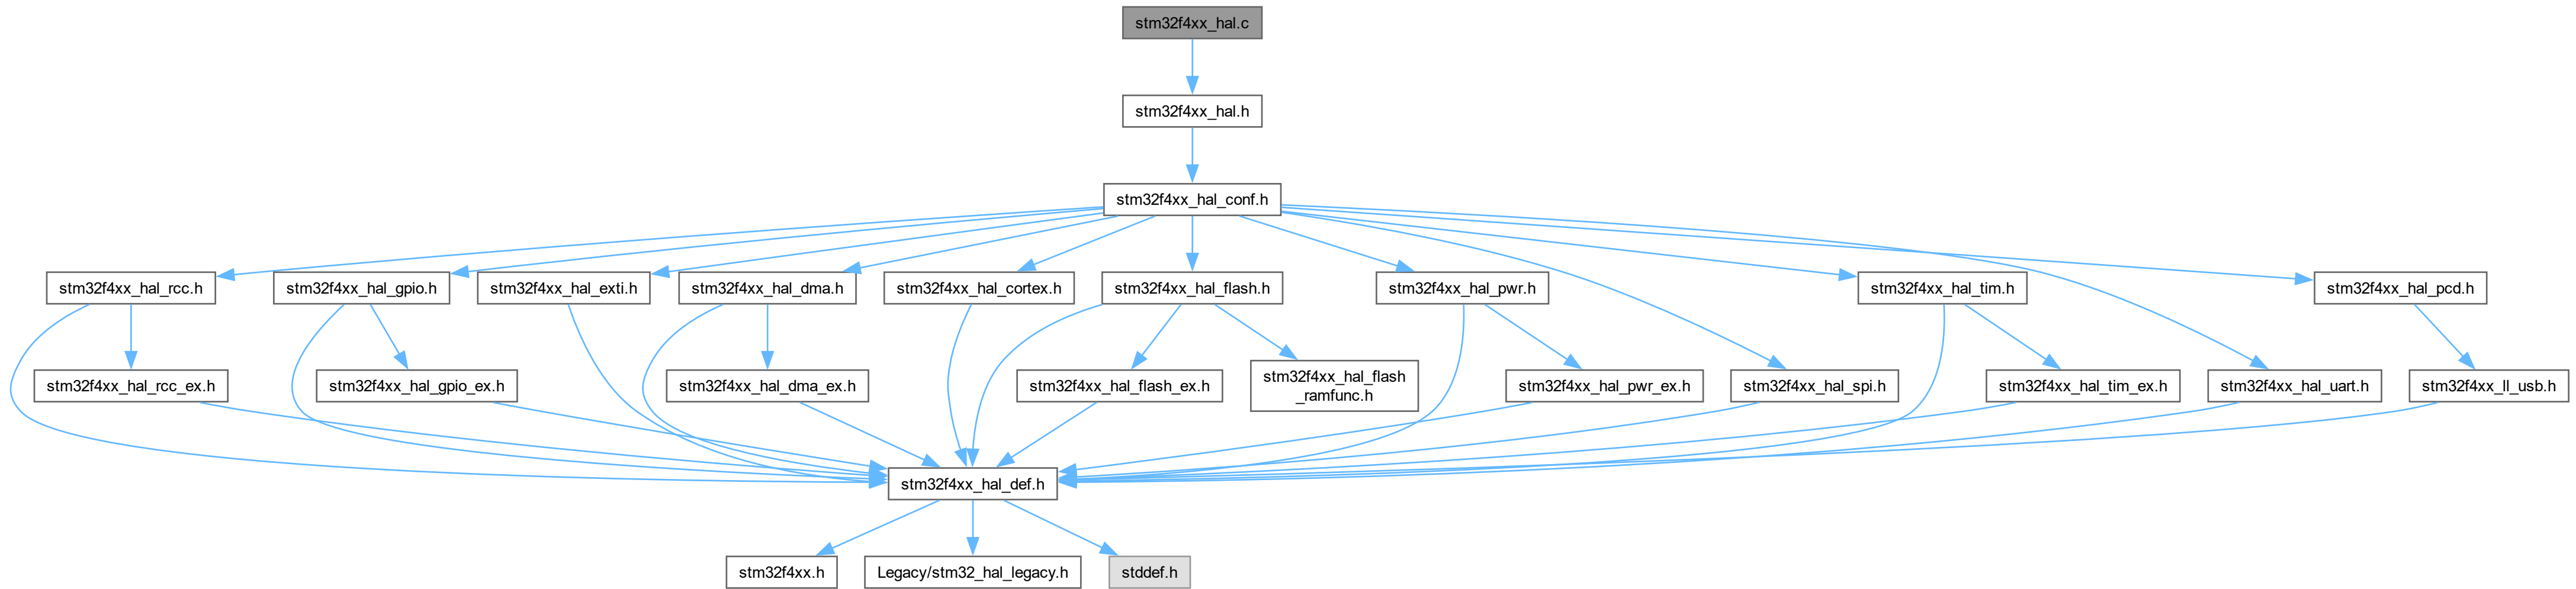 stm32f4xx_hal.c
stm32f4xx_hal.h
stm32f4xx_hal_conf.h
stm32f4xx_hal_rcc.h
stm32f4xx_hal_gpio.h
stm32f4xx_hal_exti.h
stm32f4xx_hal_dma.h
stm32f4xx_hal_cortex.h
stm32f4xx_hal_flash.h
stm32f4xx_hal_pwr.h
stm32f4xx_hal_tim.h
stm32f4xx_hal_pcd.h
stm32f4xx_hal_rcc_ex.h
stm32f4xx_hal_gpio_ex.h
stm32f4xx_hal_dma_ex.h
stm32f4xx_hal_flash_ex.h
stm32f4xx_hal_flash
_ramfunc.h
stm32f4xx_hal_pwr_ex.h
stm32f4xx_hal_spi.h
stm32f4xx_hal_tim_ex.h
stm32f4xx_hal_uart.h
stm32f4xx_ll_usb.h
stm32f4xx_hal_def.h
stm32f4xx.h
Legacy/stm32_hal_legacy.h
stddef.h